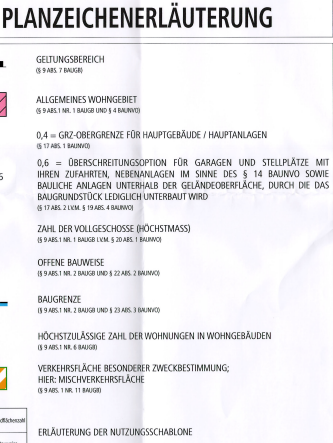 PLANZEICHENERLÄUTERUNG
GELTUNGSBEREICH
(§ 9 ABS. 7 BAUGB)
ALLGEMEINES WOHNGEBIET
(§ 9 ABS.1 NR. 1 BAUGB UND § 4 BAUNVO)
0,4 = GRZ-OBERGRENZE FÜR HAUPTGEBÄUDE / HAUPTANLAGEN
(§ 17 ABS. 1 BAUNVO)
0,6 = ÜBERSCHREITUNGSOPTION FÜR GARAGEN UND STELLPLÄTZE MIT
IHREN ZUFAHRTEN, NEBENANLAGEN IM SINNE DES § 14 BAUNVO SOWIE
BAULICHE ANLAGEN UNTERHALB DER GELÄNDEOBERFLÄCHE, DURCH DIE DAS
BAUGRUNDSTÜCK LEDIGLICH UNTERBAUT WIRD
(§ 17 ABS. 2 I.V.M. § 19 ABS. 4 BAUNVO)
ZAHL DER VOLLGESCHOSSE (HÖCHSTMASS)
(§ 9 ABS.1 NR. 1 BAUGB I.V.M. § 20 ABS. 1 BAUNVO)
OFFENE BAUWEISE
(§ 9 ABS.1 NR. 2 BAUGB UND § 22 ABS. 2 BAUNVO)
BAUGRENZE
(§ 9 ABS.1 NR. 2 BAUGB UND § 23 ABS. 3 BAUNVO)
HÖCHSTZULÄSSIGE ZAHL DER WOHNUNGEN IN WOHNGEBÄUDEN
(§ 9 ABS.1 NR. 6 BAUGB)
VERKEHRSFLÄCHE BESONDERER ZWECKBESTIMMUNG;
HIER: MISCHVERKEHRSFLÄCHE
(§ 9 ABS. 1 NR. 11 BAUGB)
ERLÄUTERUNG DER NUTZUNGSSCHABLONE